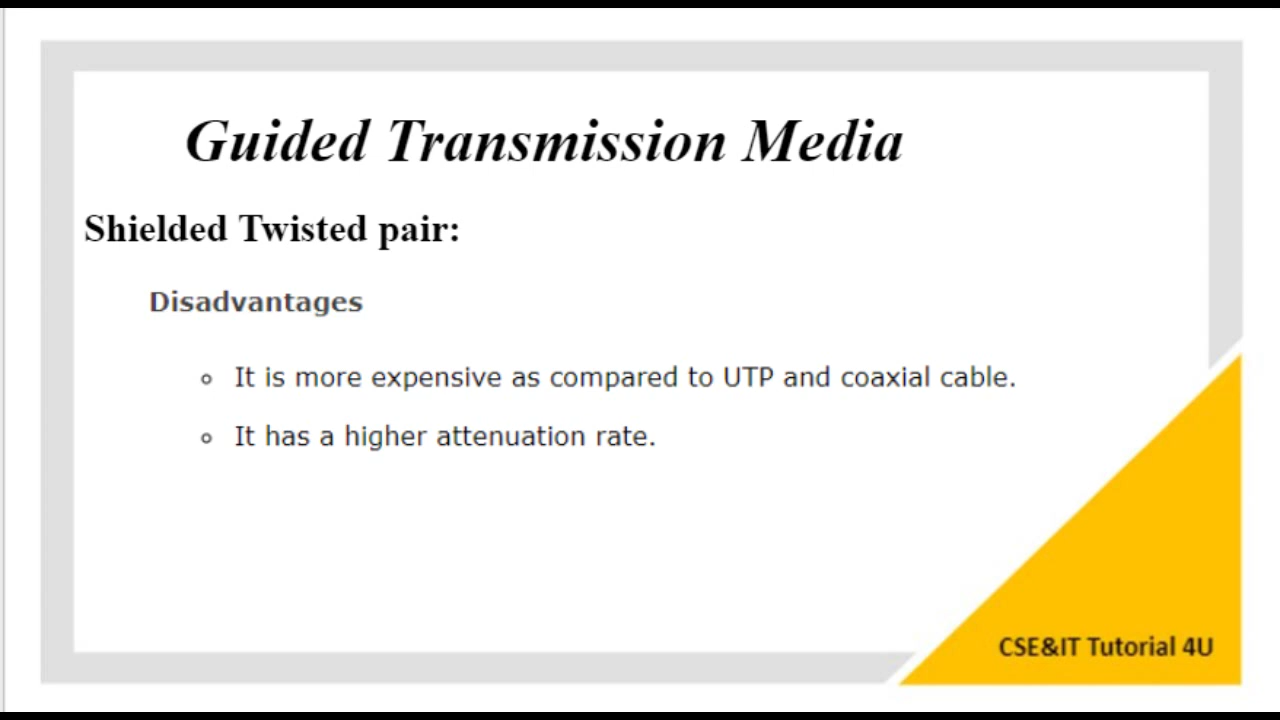 Guided Transmission Media
Shielded Twisted pair:
Disadvantages
It is more expensive as compared to UTP and coaxial cable.
It has a higher attenuation rate.
CSE&IT Tutorial 4U